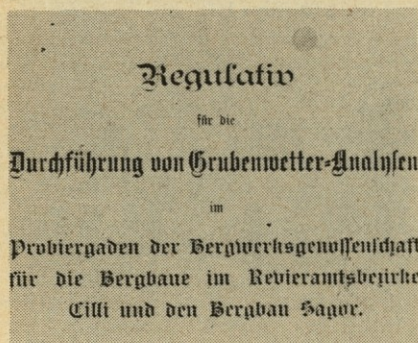 Regulativ
für die
Durchführung von Grubenwetter-Analysen
im
Probiergaden der Bergwerksgenossenschaft
für die Bergbaue im Revieramtsbezirke
Cilli und den Bergbau Sagor.